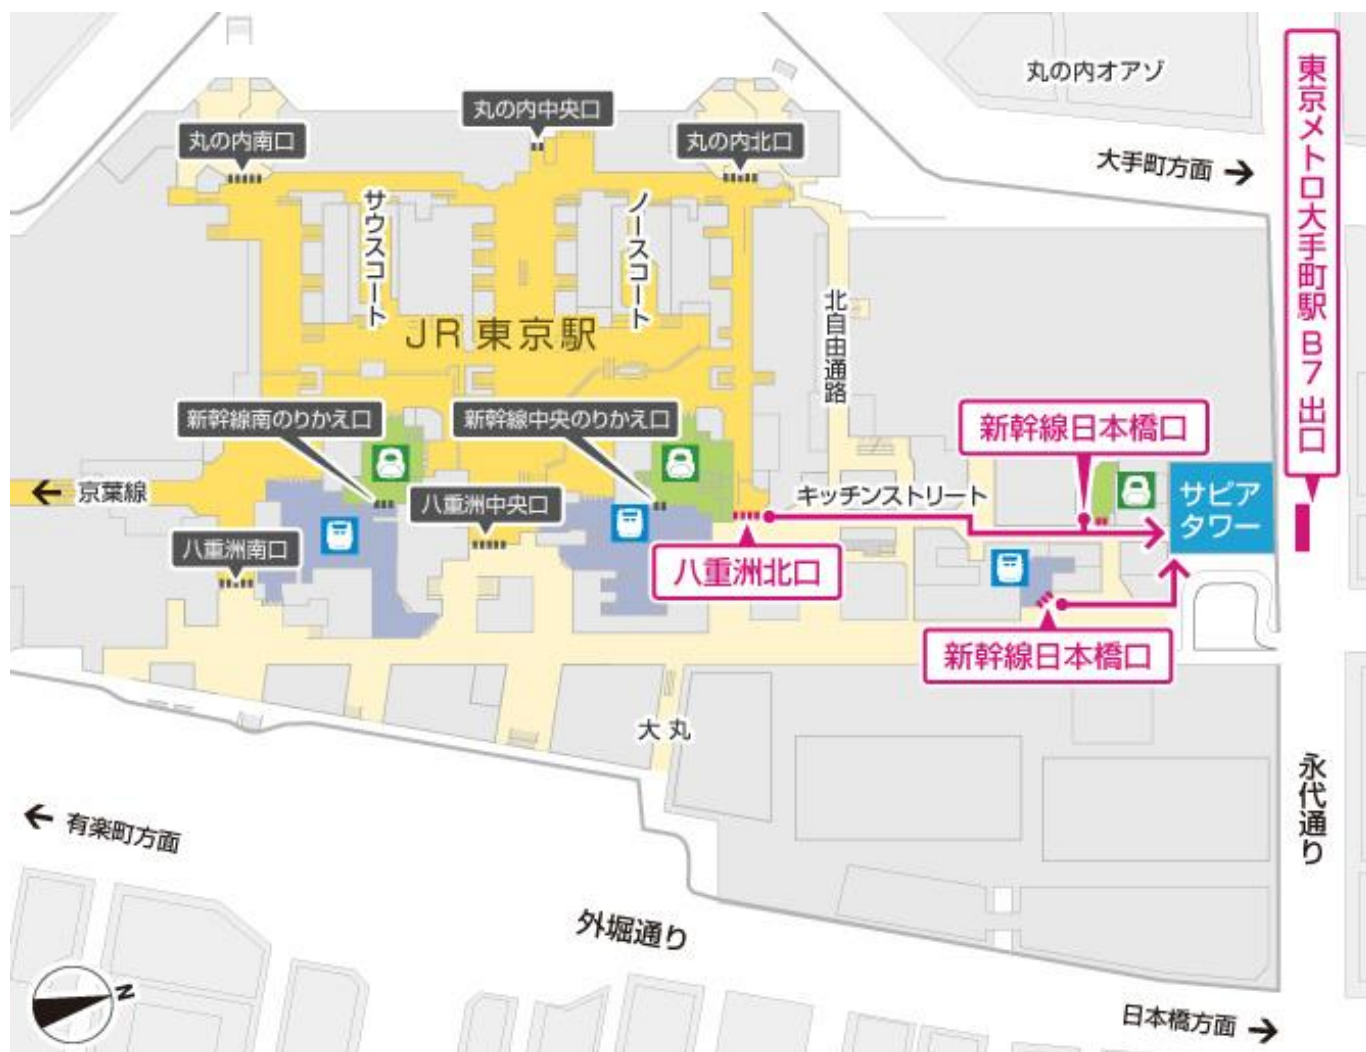 丸の内オアゾ
丸の内中央口
丸の内南口
丸の内北口
大手町方面
東京メトロ大手町駅 B7 出口
サウスコート
ノースコート
北自由通路
JR 東京駅
新幹線南のりかえ口
新幹線中央のりかえ口
新幹線日本橋口
京葉線
八重洲中央口
キッチンストリート
サピア
タワー
八重洲南口
八重洲北口
新幹線日本橋口
大丸
永代通り
有楽町方面
外堀通り
N
日本橋方面